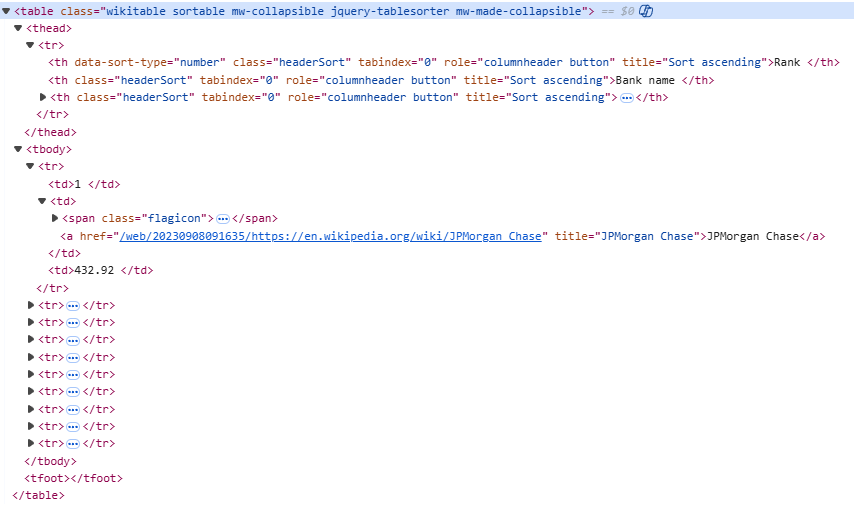 <table class="wikitable sortable mw-collapsible jquery-tablesorter mw-made-collapsible"> == $0
<thead>
<tr>
<th data-sort-type="number" class="headerSort" tabindex="0" role="columnheader button" title="Sort ascending">Rank </th>
<th class="headerSort" tabindex="0" role="columnheader button" title="Sort ascending">Bank name </th>
<th class="headerSort" tabindex="0" role="columnheader button" title="Sort ascending">…</th>
</tr>
</thead>
<tbody>
<tr>
<td>1 </td>
<td>
<span class="flagicon">…</span>
<a href="/web/20230908091635/https://en.wikipedia.org/wiki/JPMorgan_Chase" title="JPMorgan Chase">JPMorgan Chase</a>
</td>
<td>432.92 </td>
</tr>
<tr>…</tr>
<tr>…</tr>
<tr>…</tr>
<tr>…</tr>
<tr>…</tr>
<tr>…</tr>
<tr>…</tr>
<tr>…</tr>
<tr>…</tr>
</tbody>
<tfoot></tfoot>
</table>